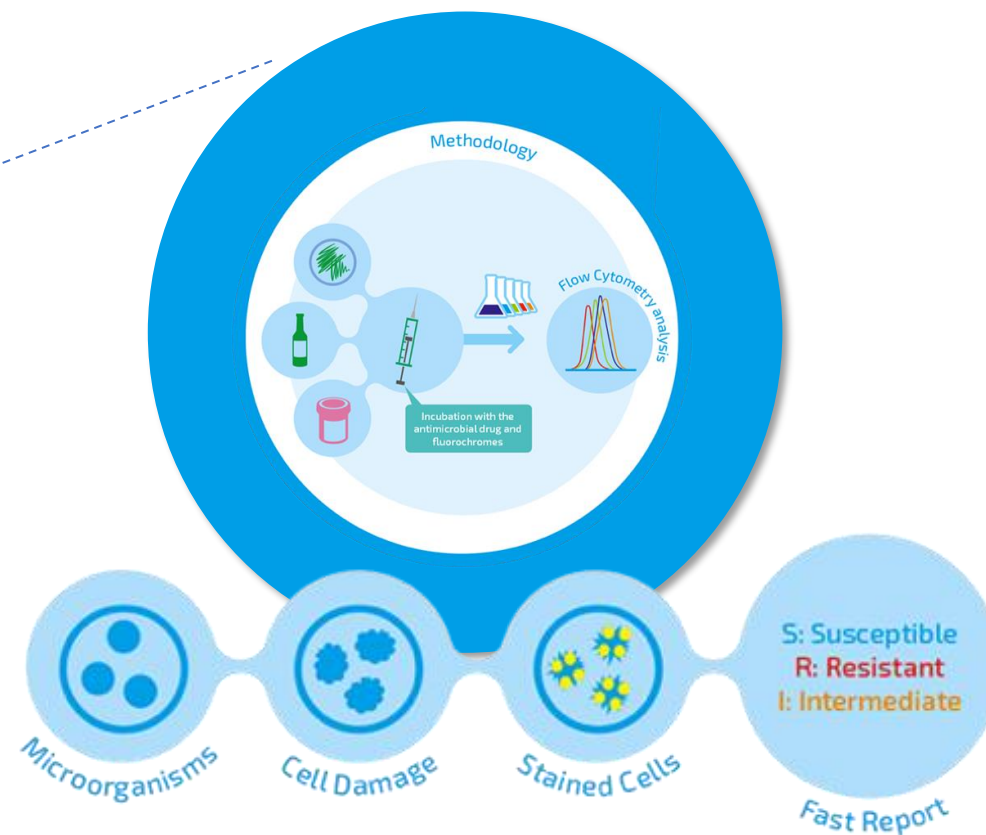 Methodology
Flow Cytometry analysis
Incubation with the
antimicrobial drug and
fluorochromes
Microorganisms
Cell Damage
Stained Cells
S: Susceptible
R: Resistant
I: Intermediate
Fast Report